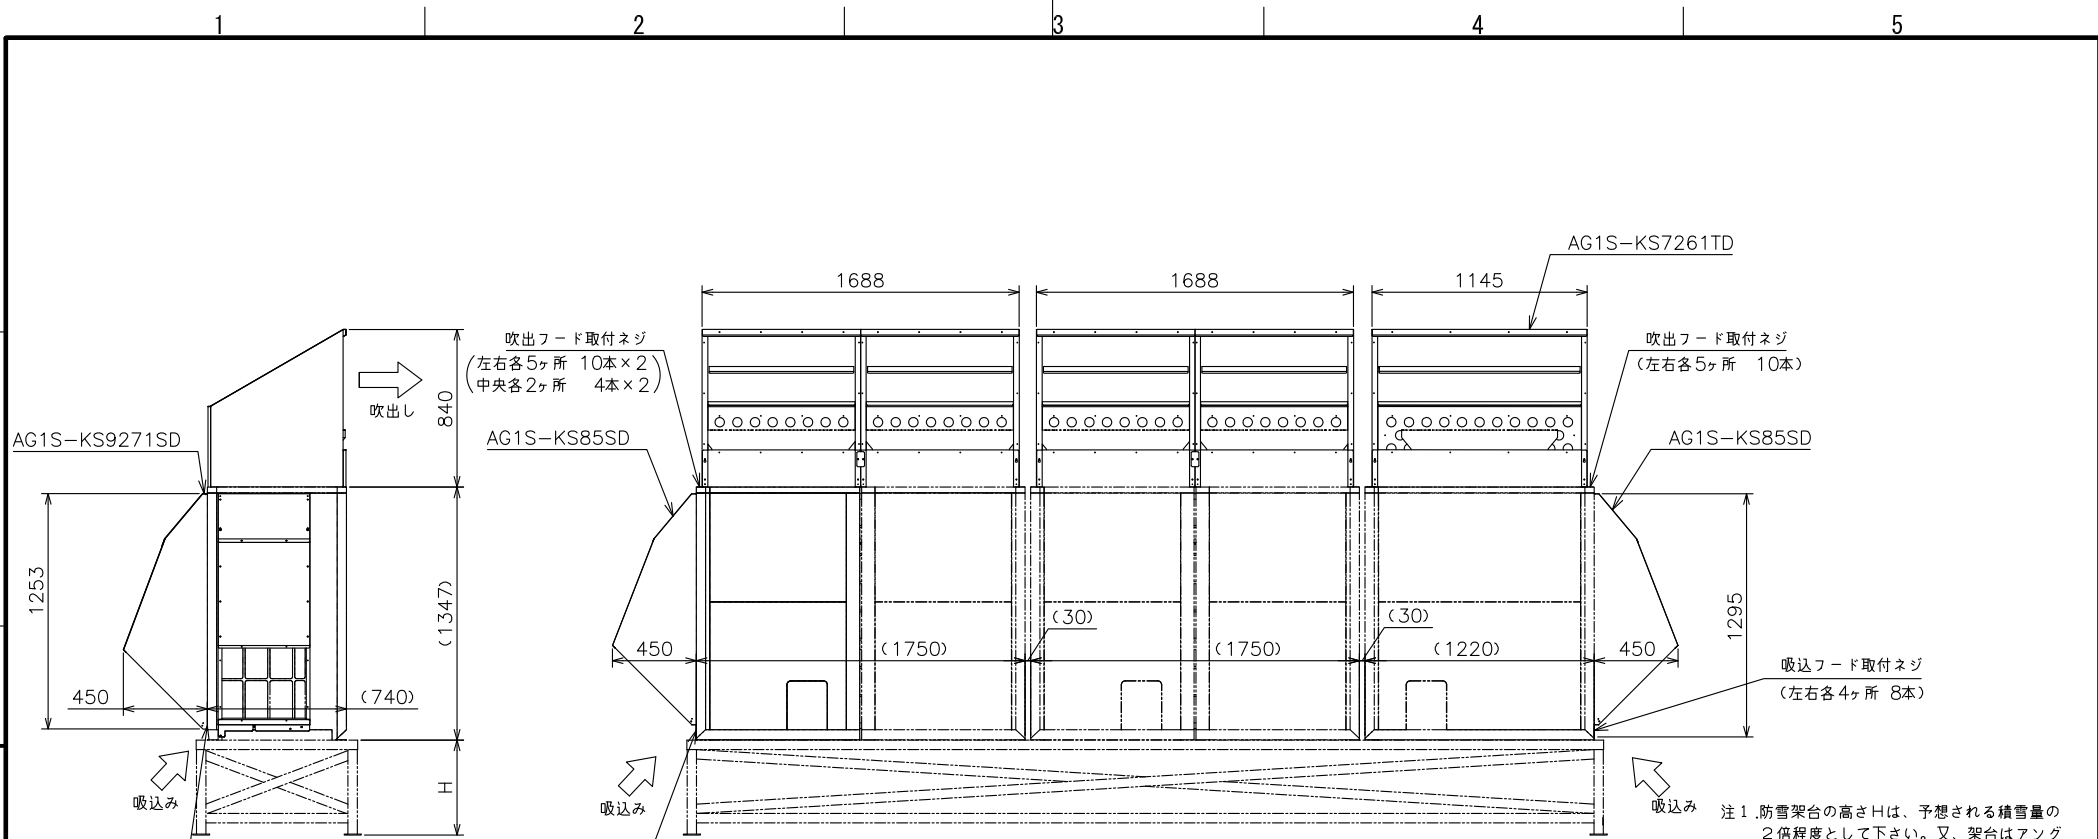 1 2 3 4 5
AG1S-KS7261TD
1688 1688 1145
吹出フード取付ネジ
(左右各5ヶ所 10本×2)
(中央各2ヶ所 4本×2)
吹出フード取付ネジ
(左右各5ヶ所 10本)
吹出し
840
AG1S-KS9271SD
AG1S-KS85SD
AG1S-KS85SD
1253
(1347)
450
(740)
450
(1750)
(30)
(1750)
(30)
(1220)
450
1295
吸込フード取付ネジ
(左右各4ヶ所 8本)
吸込み
H
吸込み
吸込み
注1.防雪架台の高さHは、予想される積雪量の
2倍程度として下さい。又、架台はアング